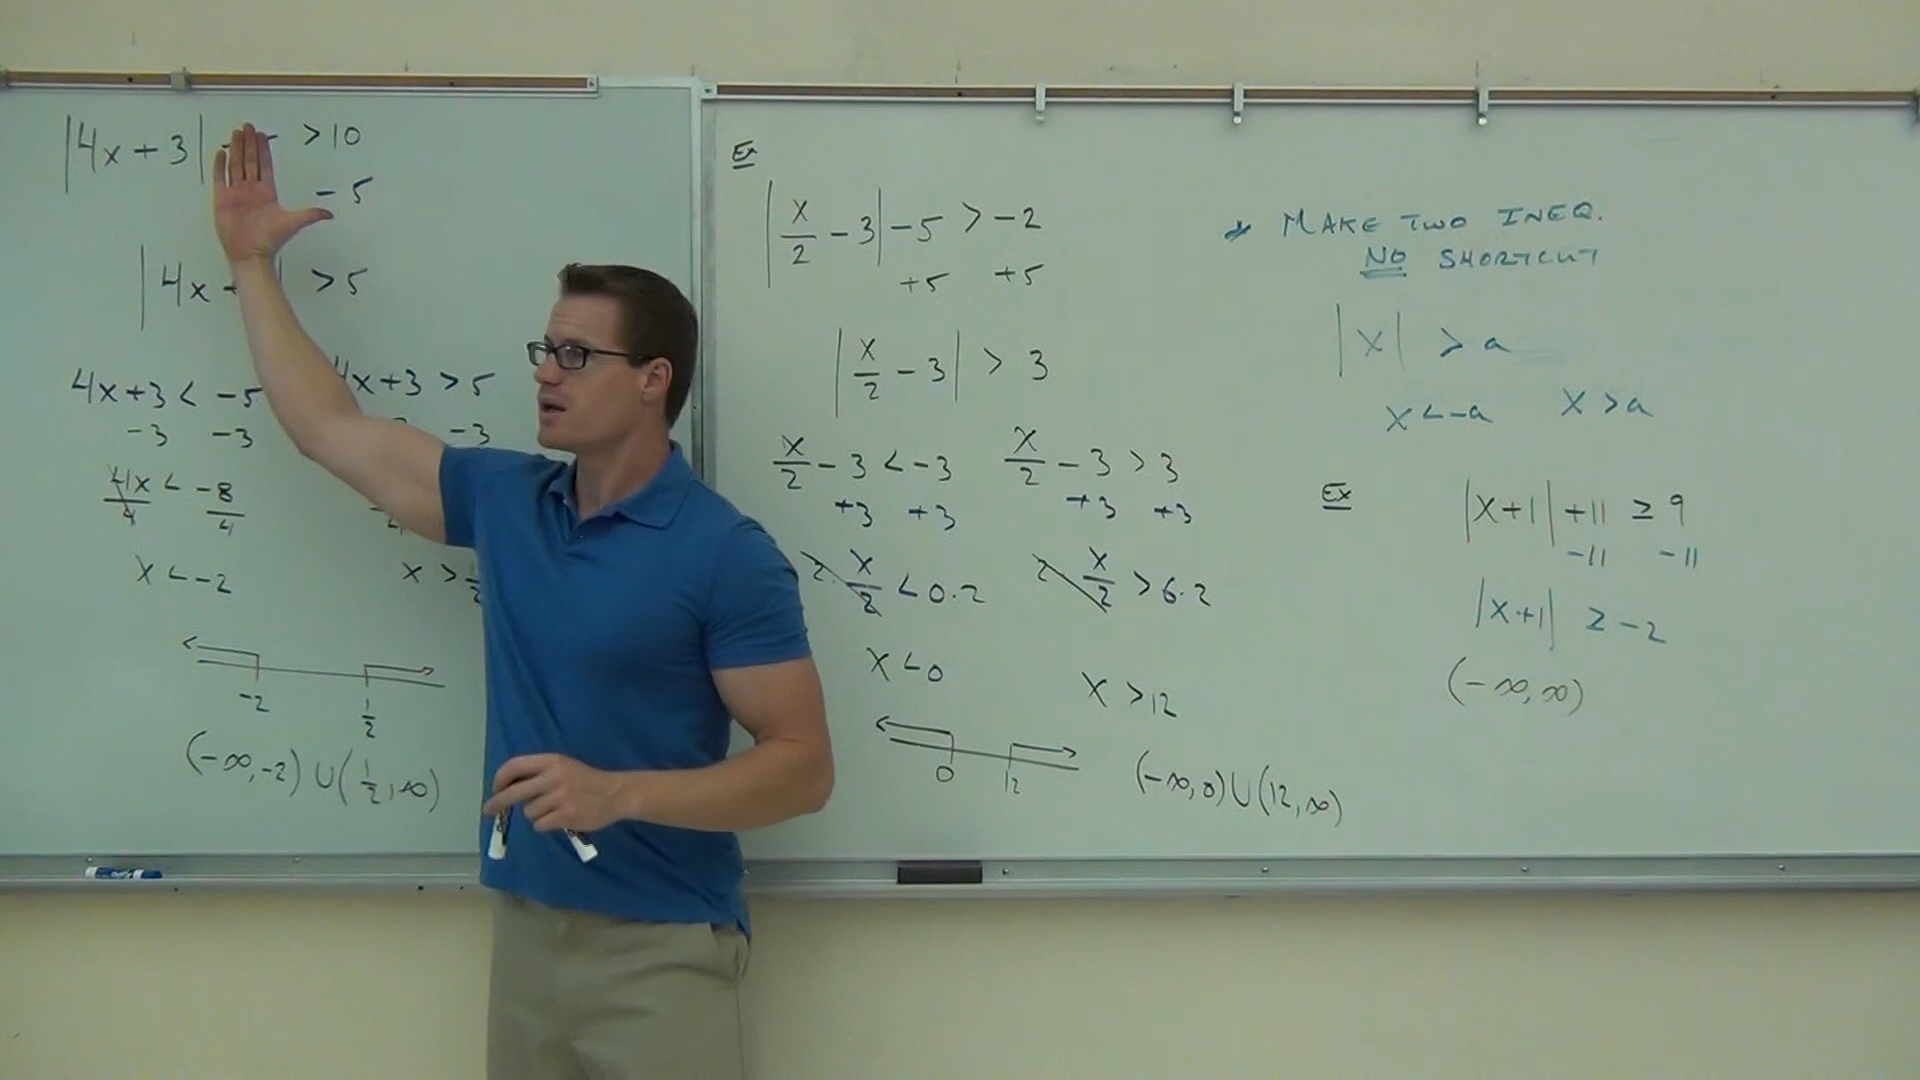 |4x + 3| > 10
- 5
|4x + | > 5
4x+3 < -5 4x+3 > 5
-3 -3 -3
4x < -8
4 4
x < -2 x > 1/2
-2 1/2
(-∞,-2) ∪ (1/2, ∞)
Ex
|x/2 - 3| - 5 > -2
+5 +5
|x/2 - 3| > 3
x/2 - 3 < -3 x/2 - 3 > 3
+3 +3 +3 +3
2· x/2 < 0·2 2· x/2 > 6·2
x < 0 x > 12
0 12
(-∞,0) ∪ (12,∞)
* MAKE TWO INEQ.
NO SHORTCUT
|x| > a
x < -a x > a
Ex
|x+1| + 11 ≥ 9
-11 -11
|x+1| ≥ -2
(-∞,∞)